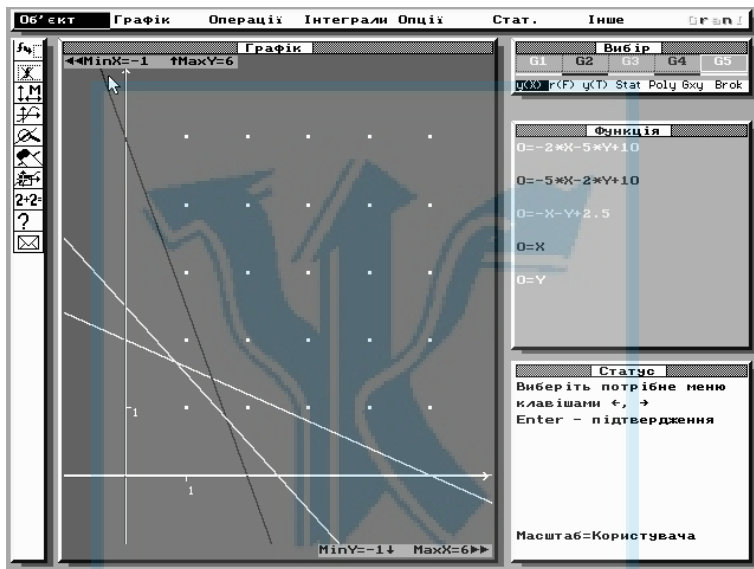 Об'єкт Графік Операції Інтеграли Опції Стат. Інше Gran1
Графік
◄◄MinX=-1 ↑MaxY=6
1
1
MinY=-1↓ MaxX=6►►
2+2=
?
Вибір
G1 G2 G3 G4 G5
y(X) r(F) y(T) Stat Poly Gxy Brok
Функція
0=-2*X-5*Y+10
0=-5*X-2*Y+10
0=-X-Y+2.5
0=X
0=Y
Статус
Виберіть потрібне меню
клавішами ←, →
Enter - підтвердження
Масштаб=Користувача